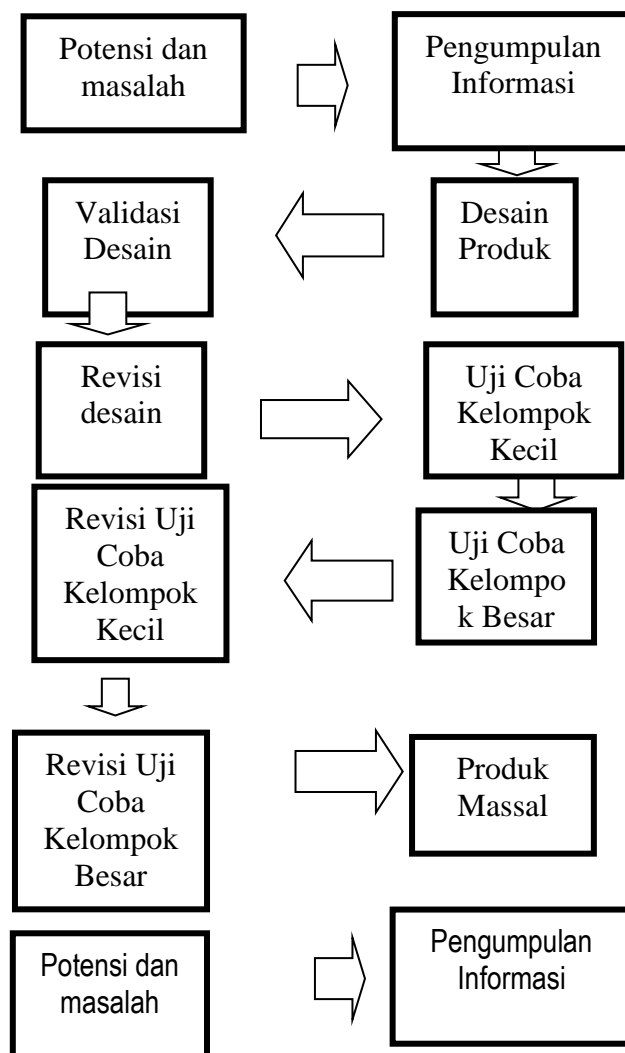 Potensi dan
masalah
Pengumpulan
Informasi
Validasi
Desain
Desain
Produk
Revisi
desain
Uji Coba
Kelompok
Kecil
Revisi Uji
Coba
Kelompok
Kecil
Uji Coba
Kelompo
k Besar
Revisi Uji
Coba
Kelompok
Besar
Produk
Massal
Potensi dan
masalah
Pengumpulan
Informasi